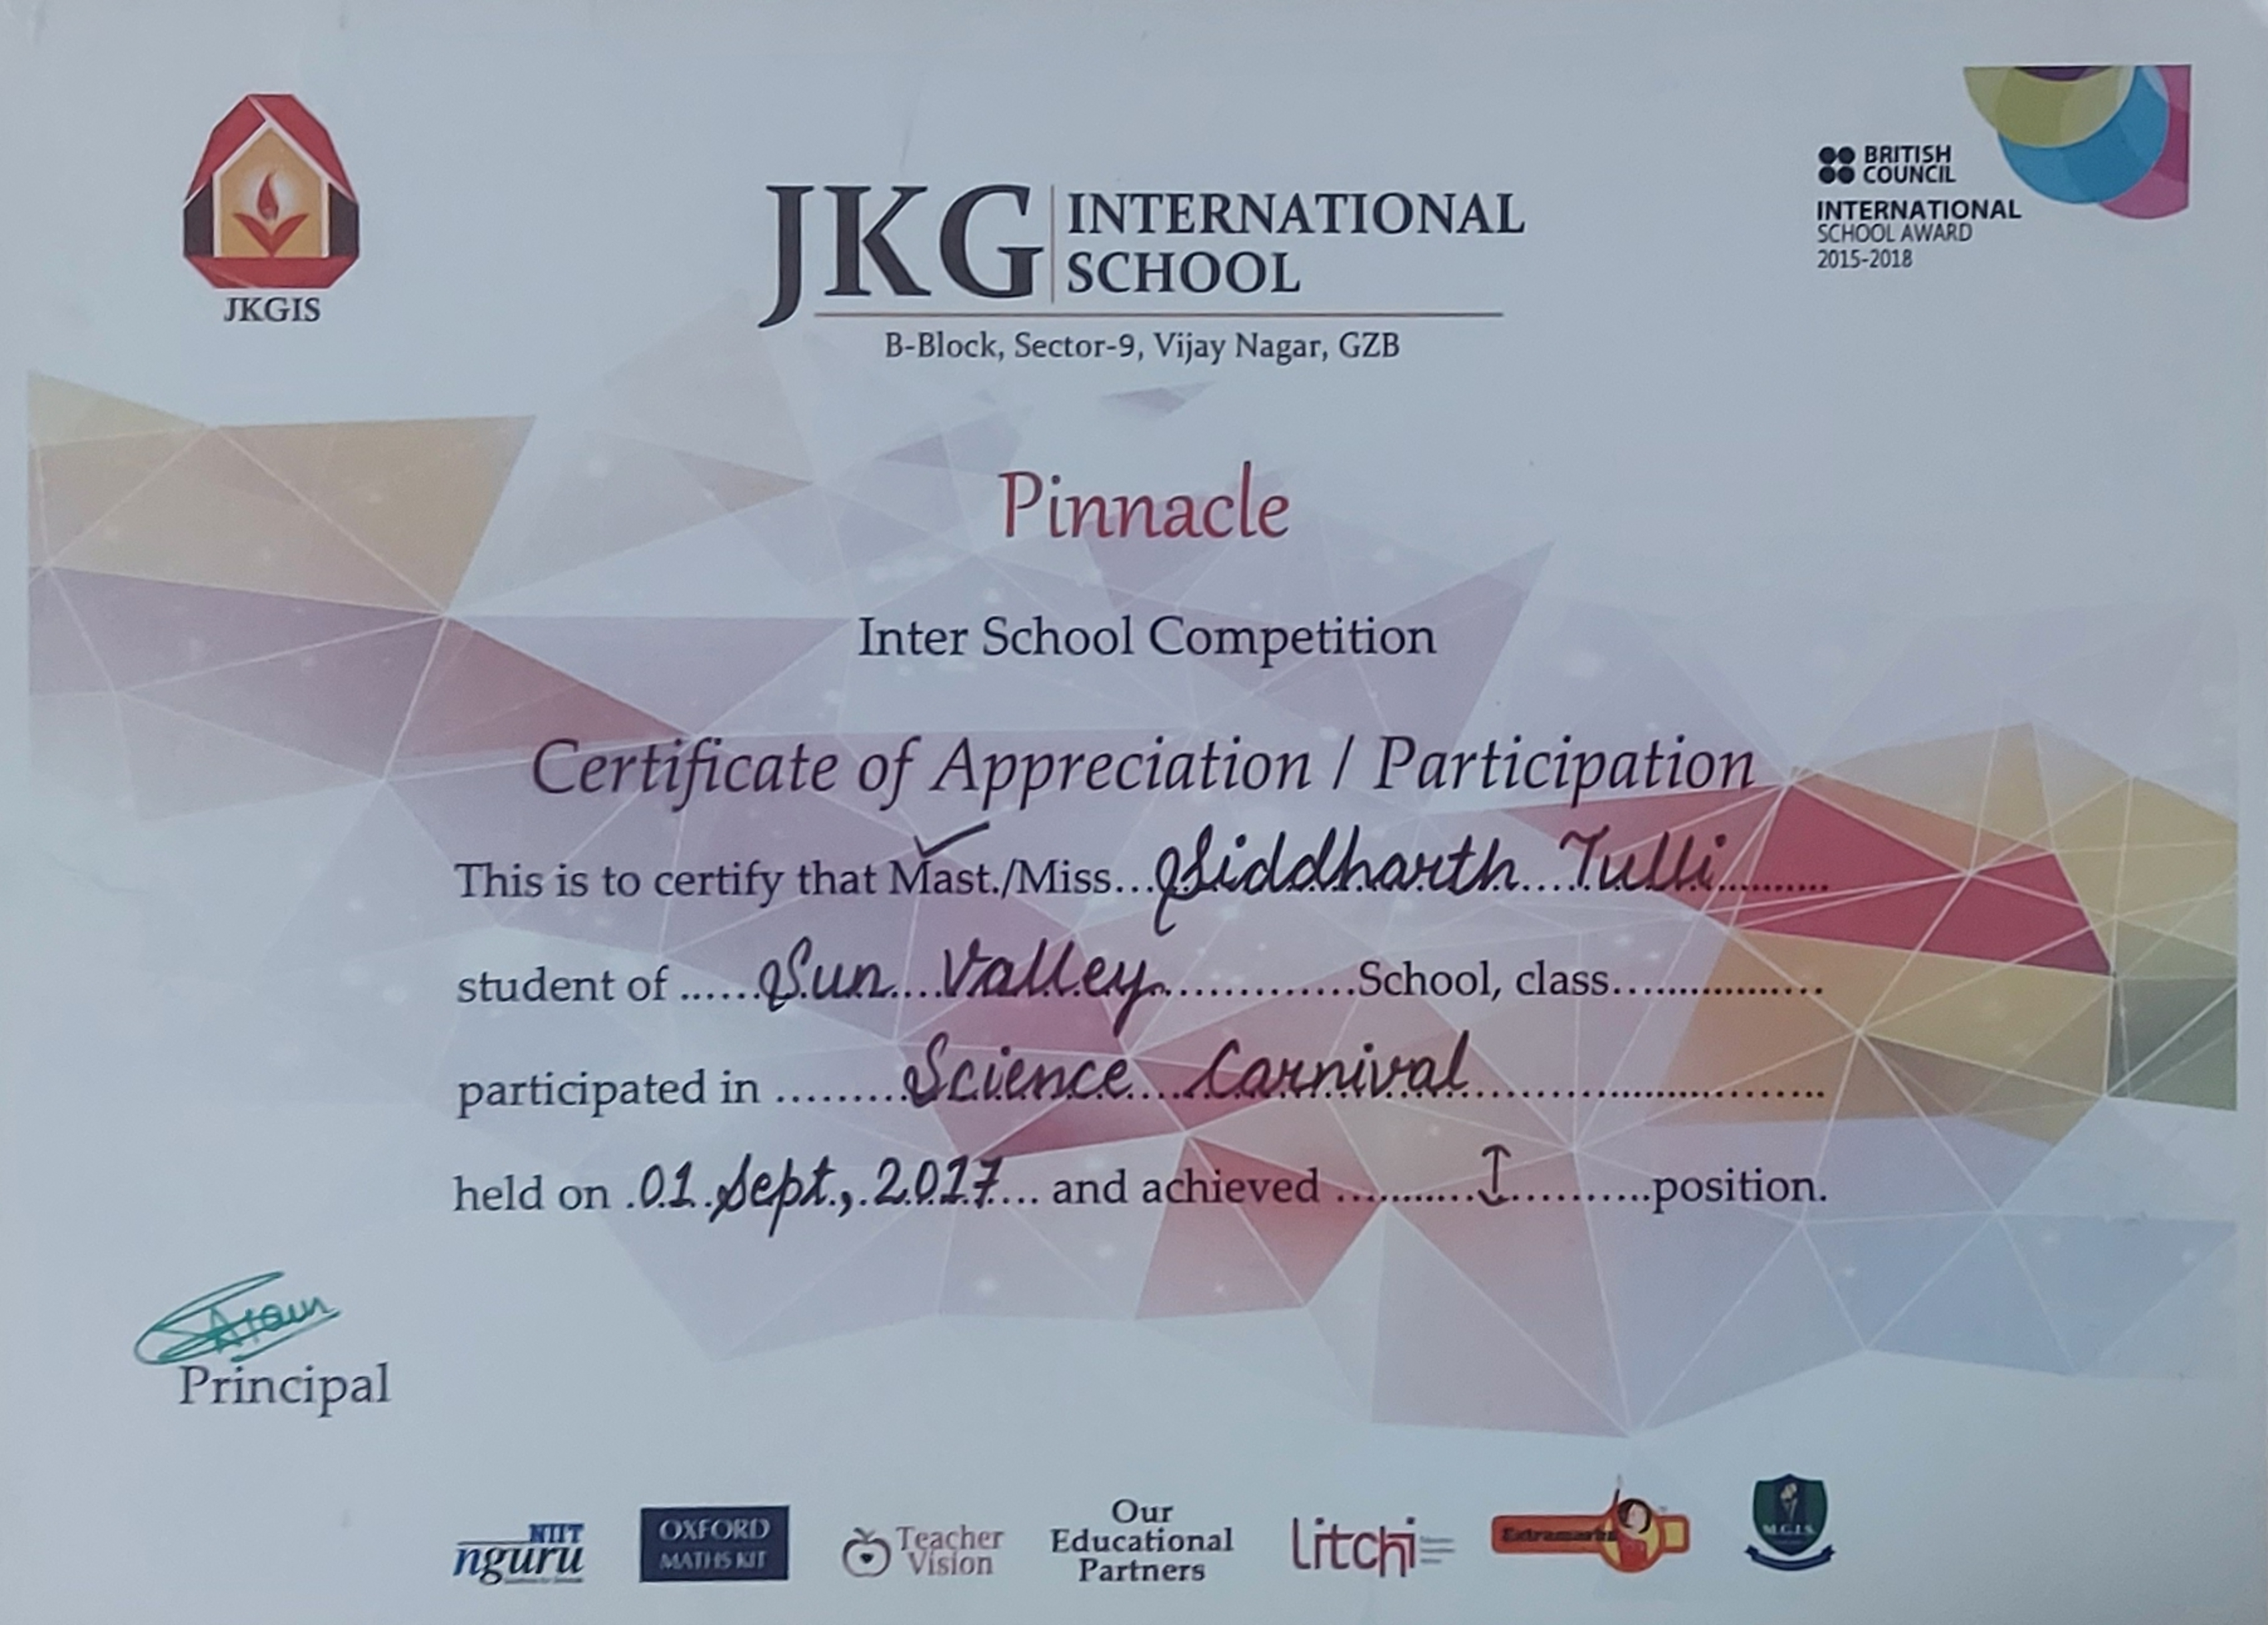 JKGIS
JKG INTERNATIONAL
SCHOOL
B-Block, Sector-9, Vijay Nagar, GZB
BRITISH
COUNCIL
INTERNATIONAL
SCHOOL AWARD
2015-2018
Pinnacle
Inter School Competition
Certificate of Appreciation / Participation
This is to certify that Mast./Miss...Siddharth Tulli..........
student of ......Sun Valley..............School, class..................
participated in .........Science Carnival..............................
held on .01 Sept., 2017.... and achieved ..........I..........position.
Principal
NIIT
nguru
OXFORD
MATHS KIT
Teacher
Vision
Our
Educational
Partners
Litchi
Extramarks
M.G.I.S.